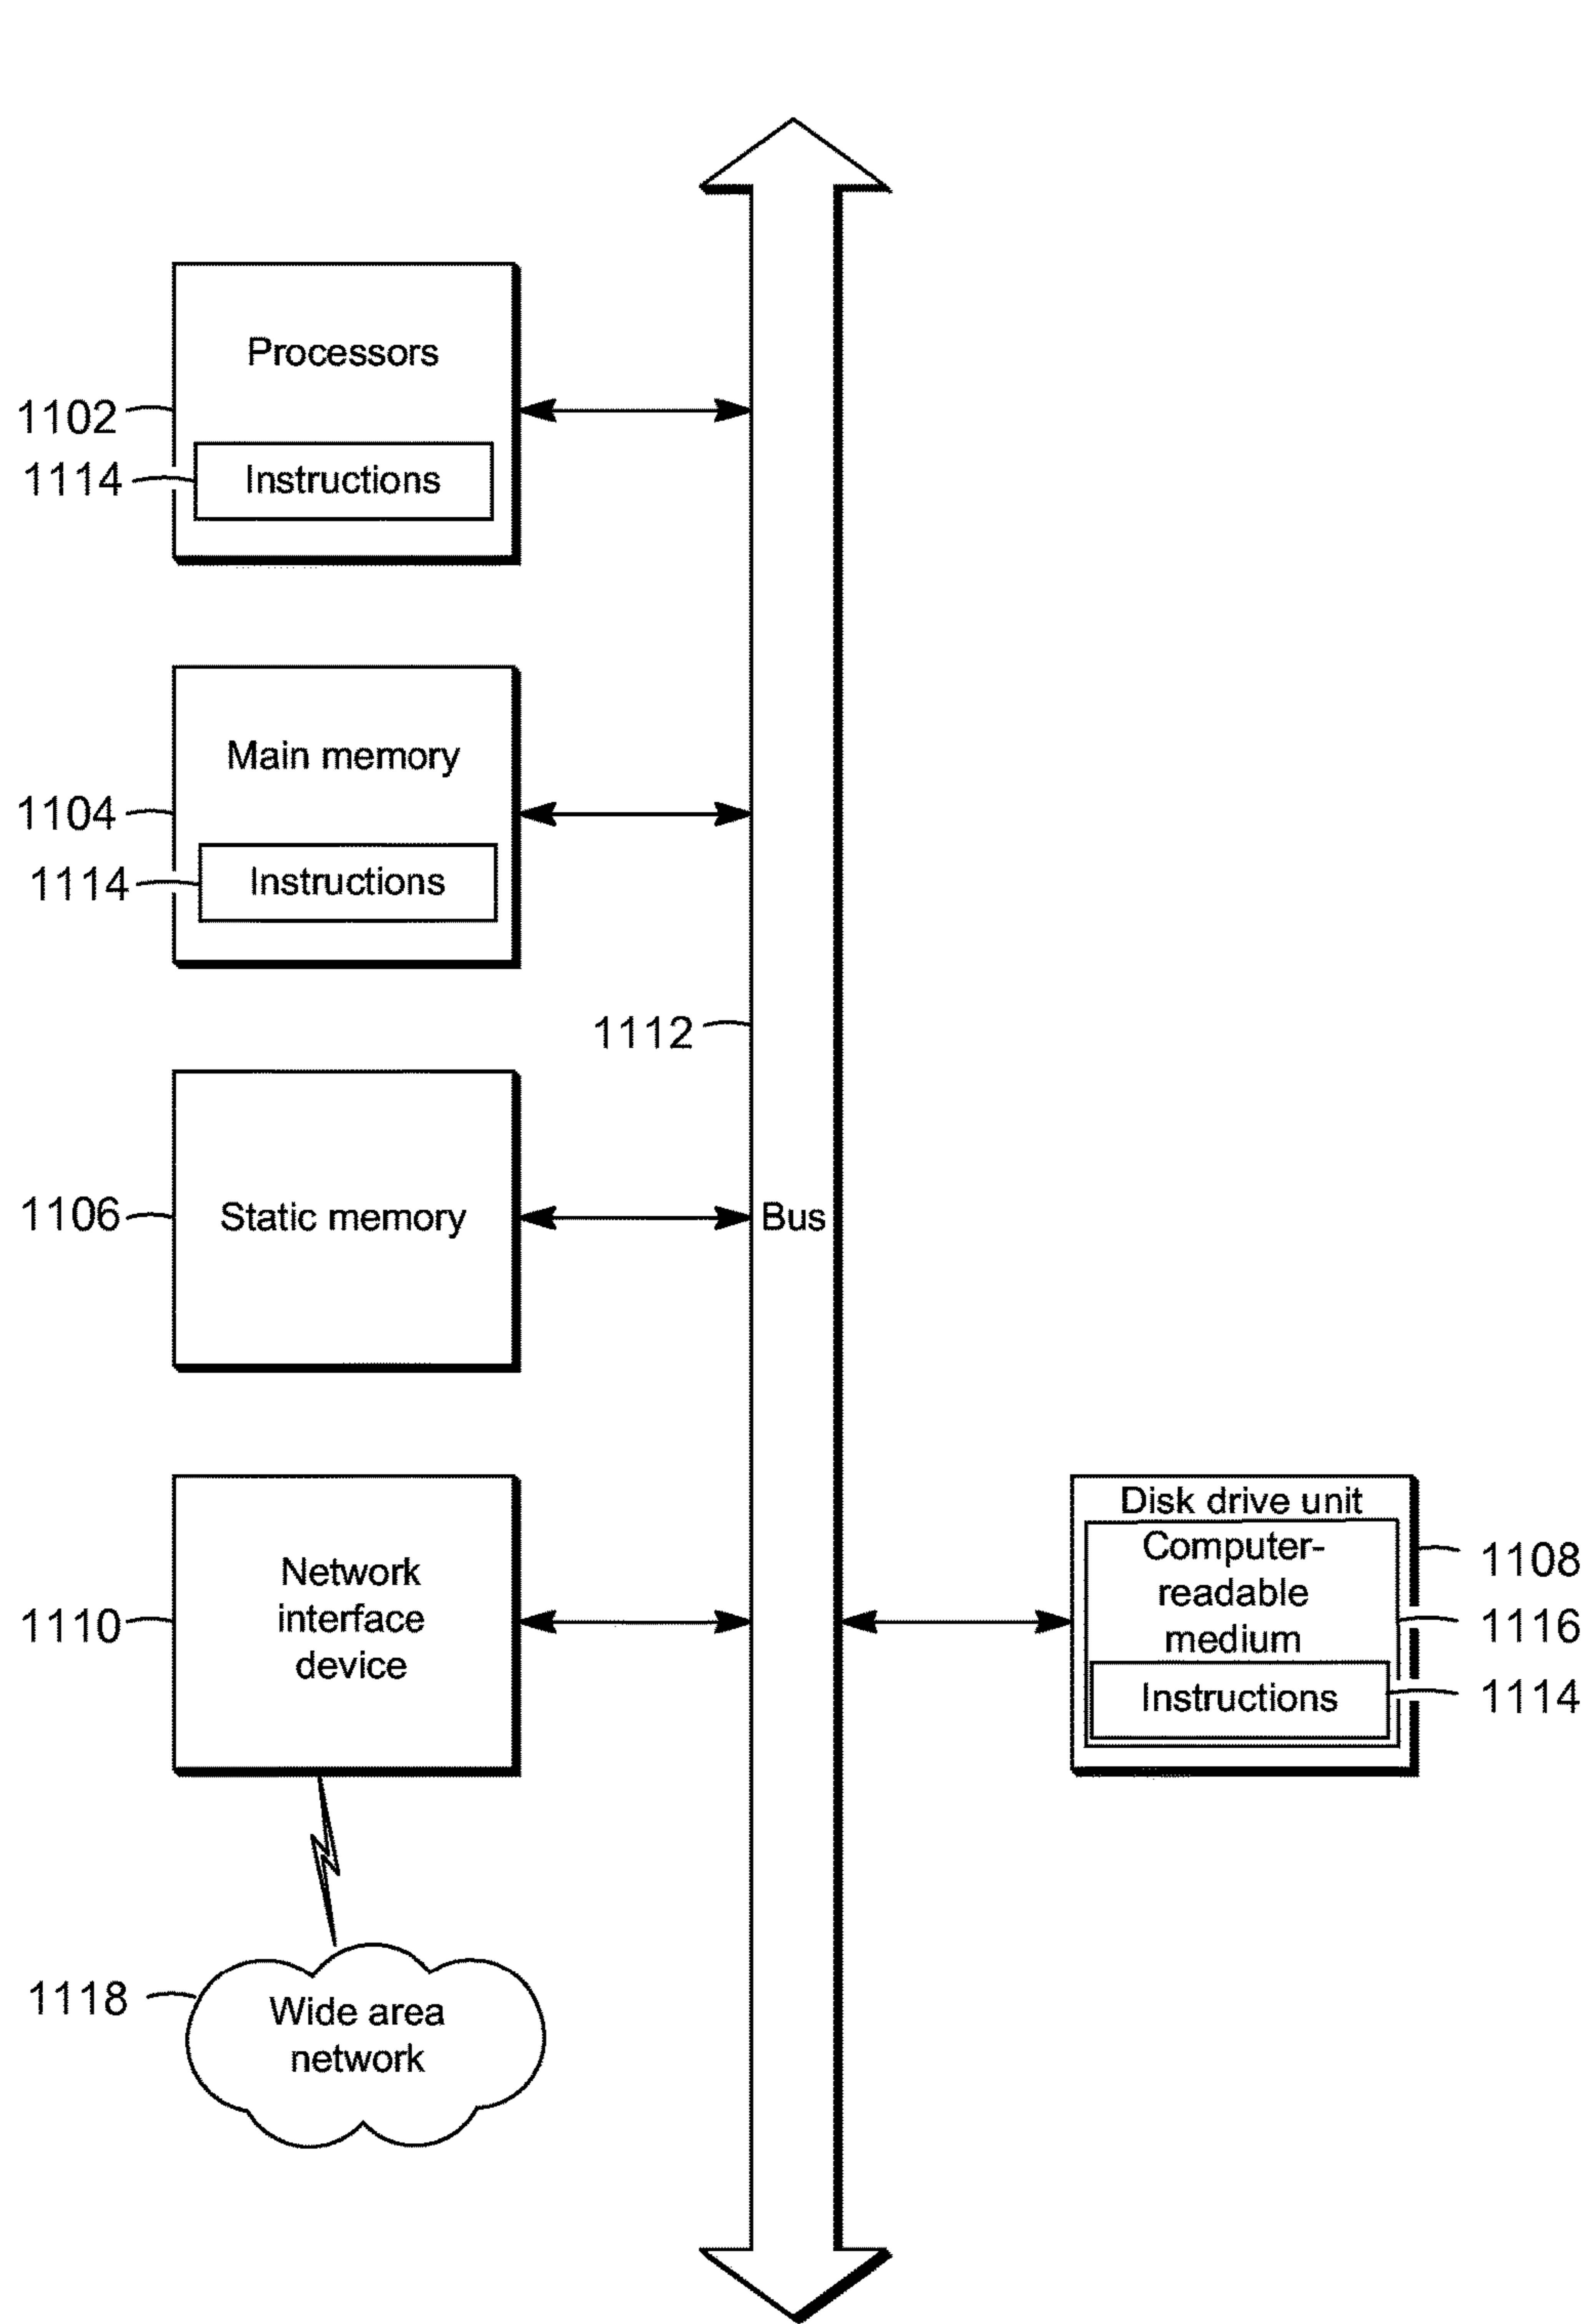 Processors
1102
1114
Instructions
Main memory
1104
1114
Instructions
1112
1106
Static memory
Bus
1110
Network
interface
device
Disk drive unit
Computer-
readable
medium
Instructions
1108
1116
1114
1118
Wide area
network